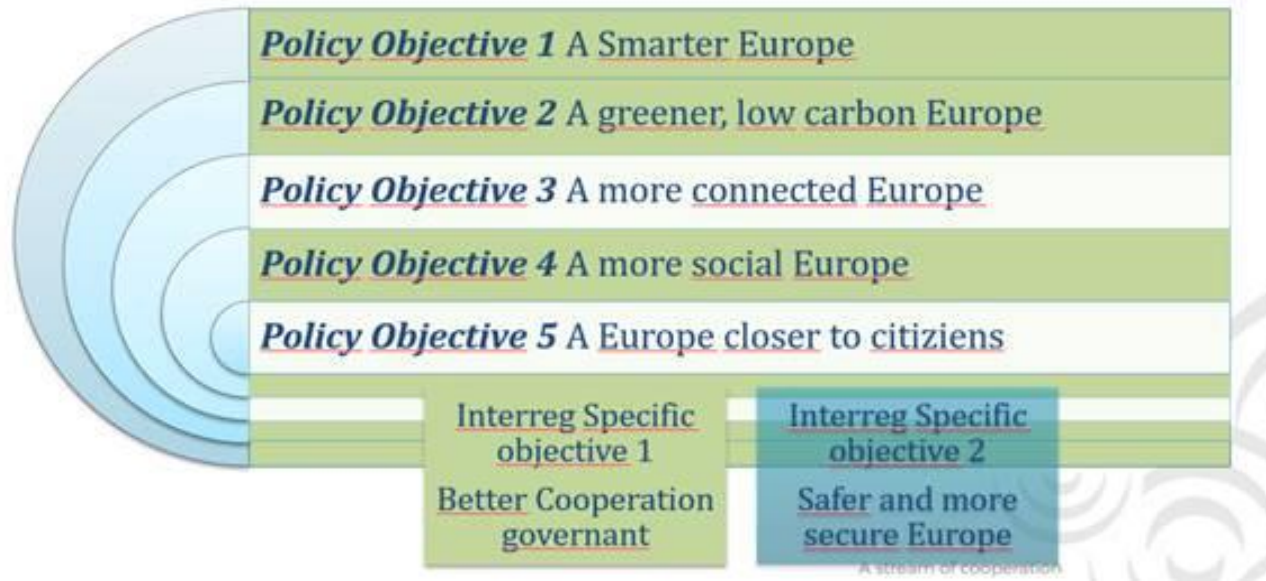 Policy Objective 1 A Smarter Europe
Policy Objective 2 A greener, low carbon Europe
Policy Objective 3 A more connected Europe
Policy Objective 4 A more social Europe
Policy Objective 5 A Europe closer to citiziens
Interreg Specific
objective 1
Better Cooperation
governant
Interreg Specific
objective 2
Safer and more
secure Europe
A stream of cooperation